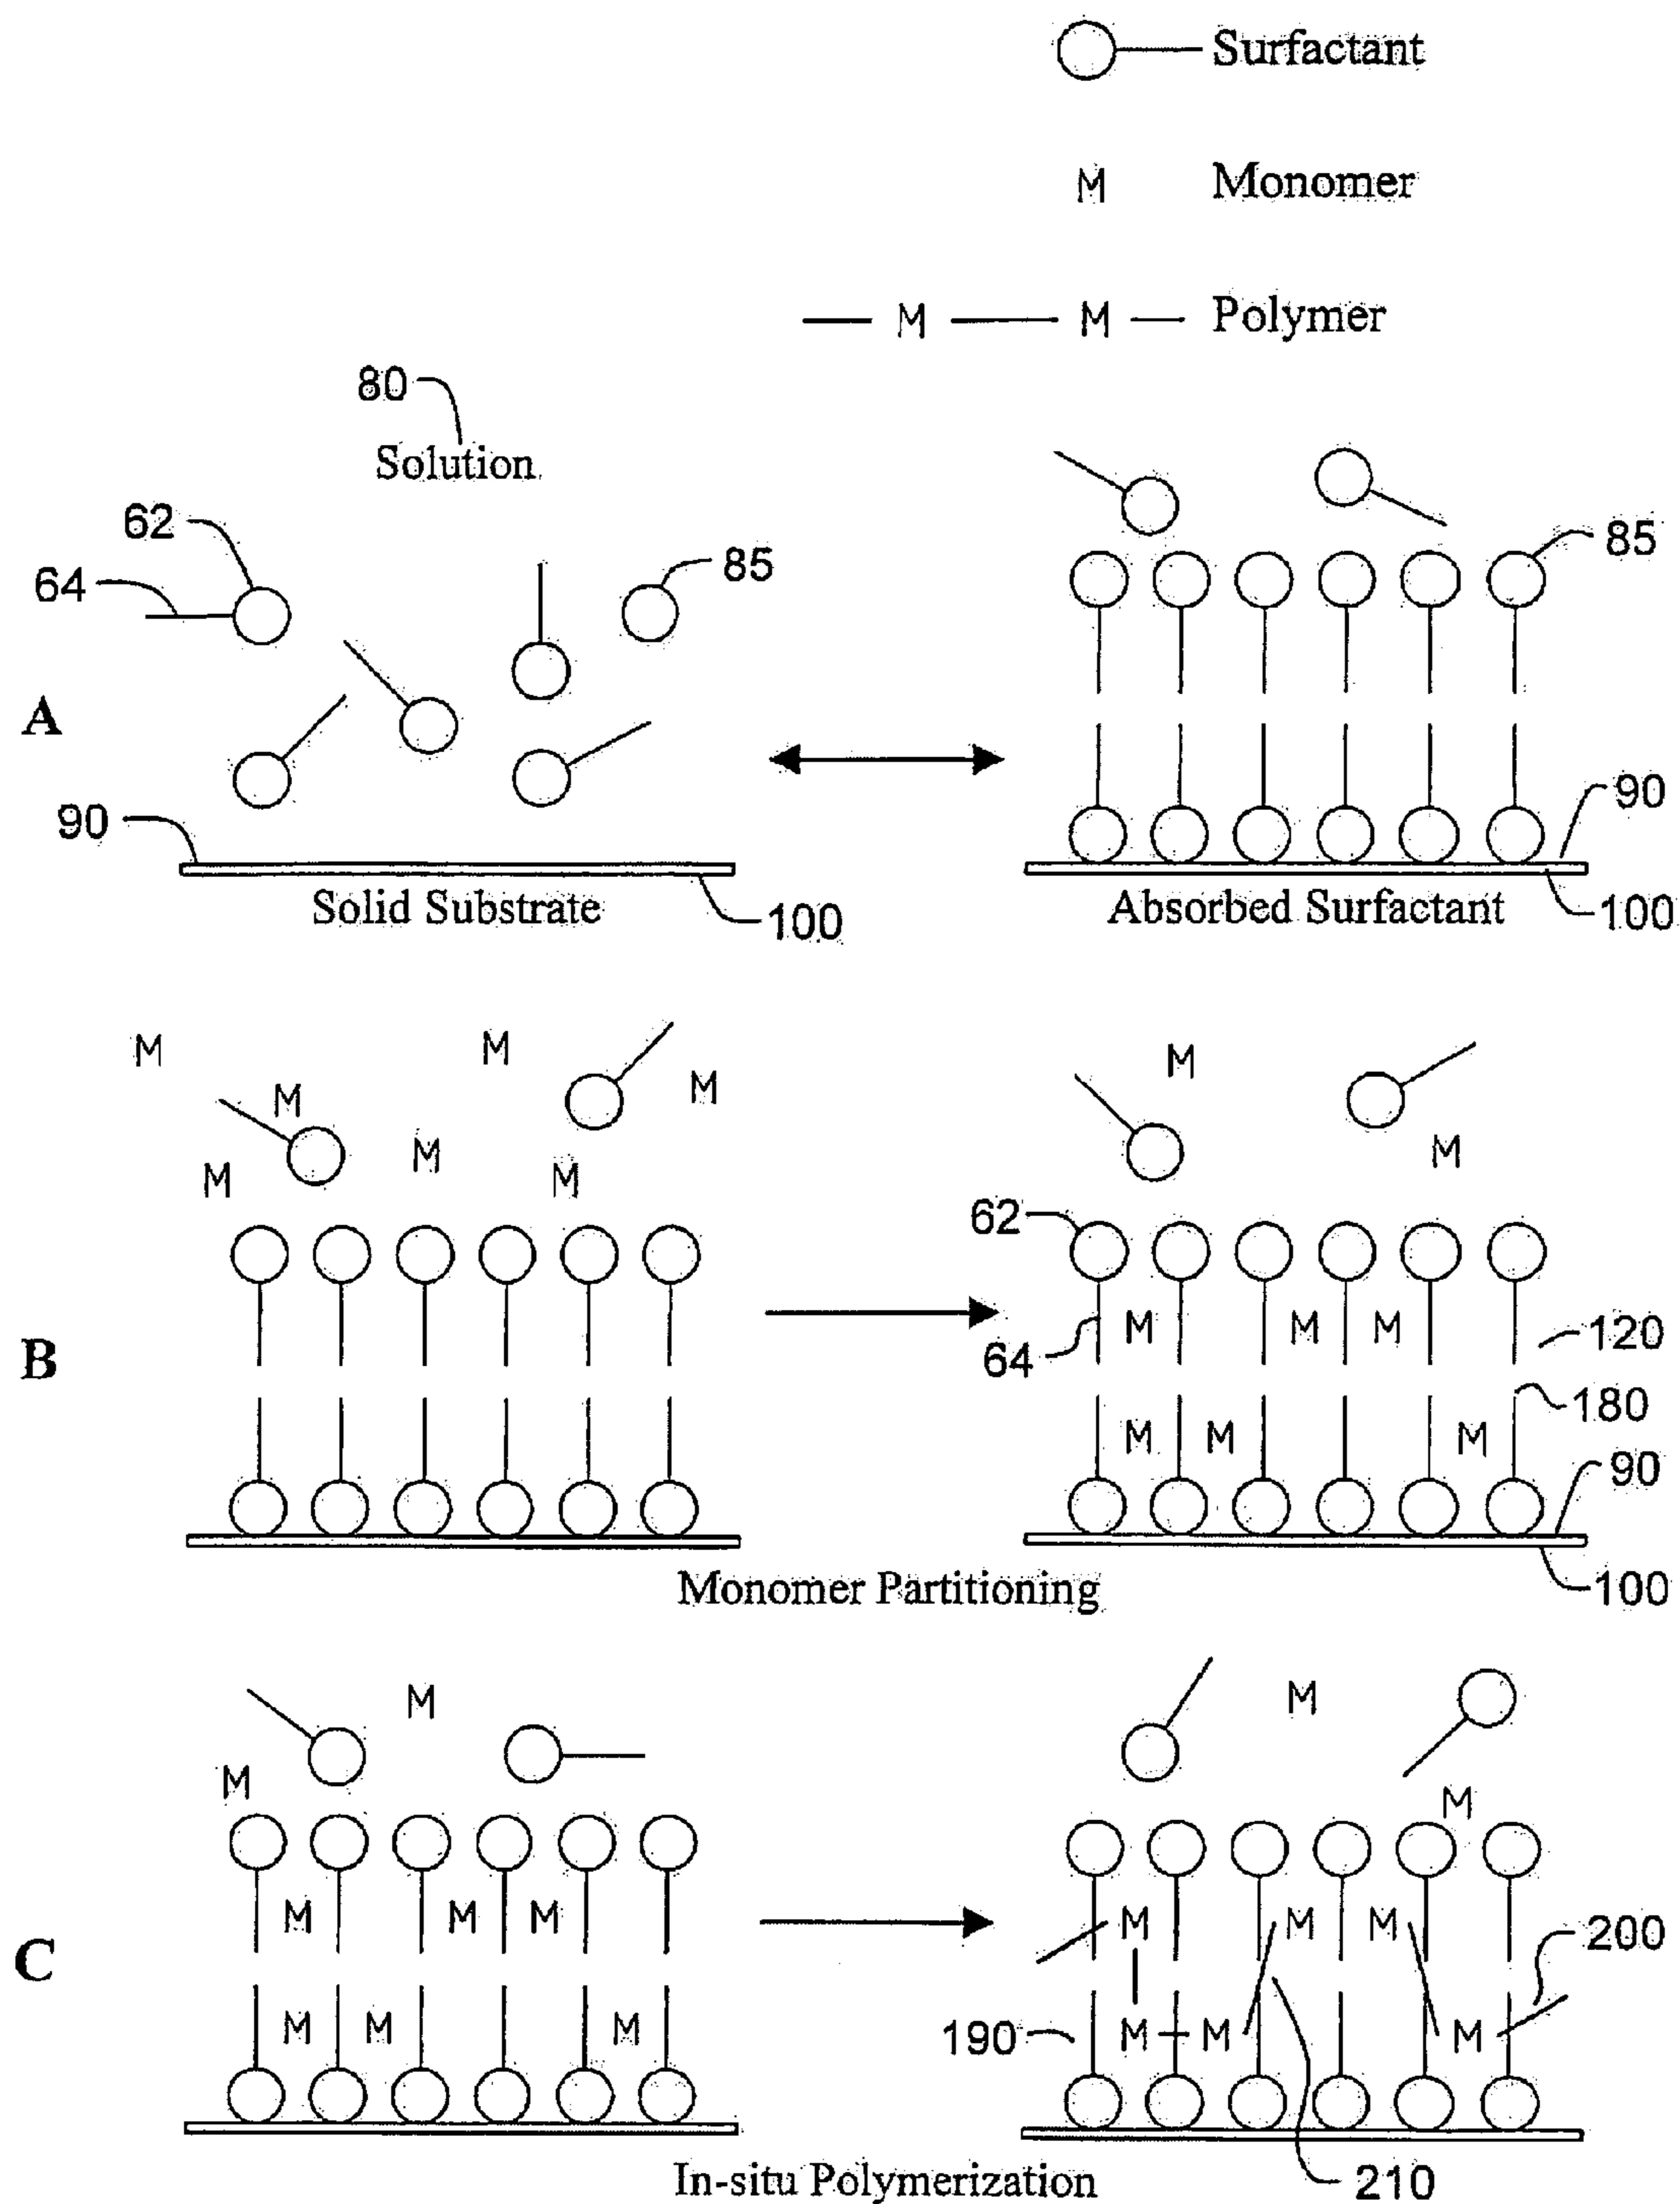 Surfactant
M Monomer
M M Polymer
80
Solution
62
64
85
85
A
90
90
Solid Substrate
100
Absorbed Surfactant
100
M M M
M M M
M M M M
62
B
M M M
64
120
180
M M M
90
Monomer Partitioning
100
M M
M M
C
M M M M M M
200
M M M
190
M M M
In-situ Polymerization
210